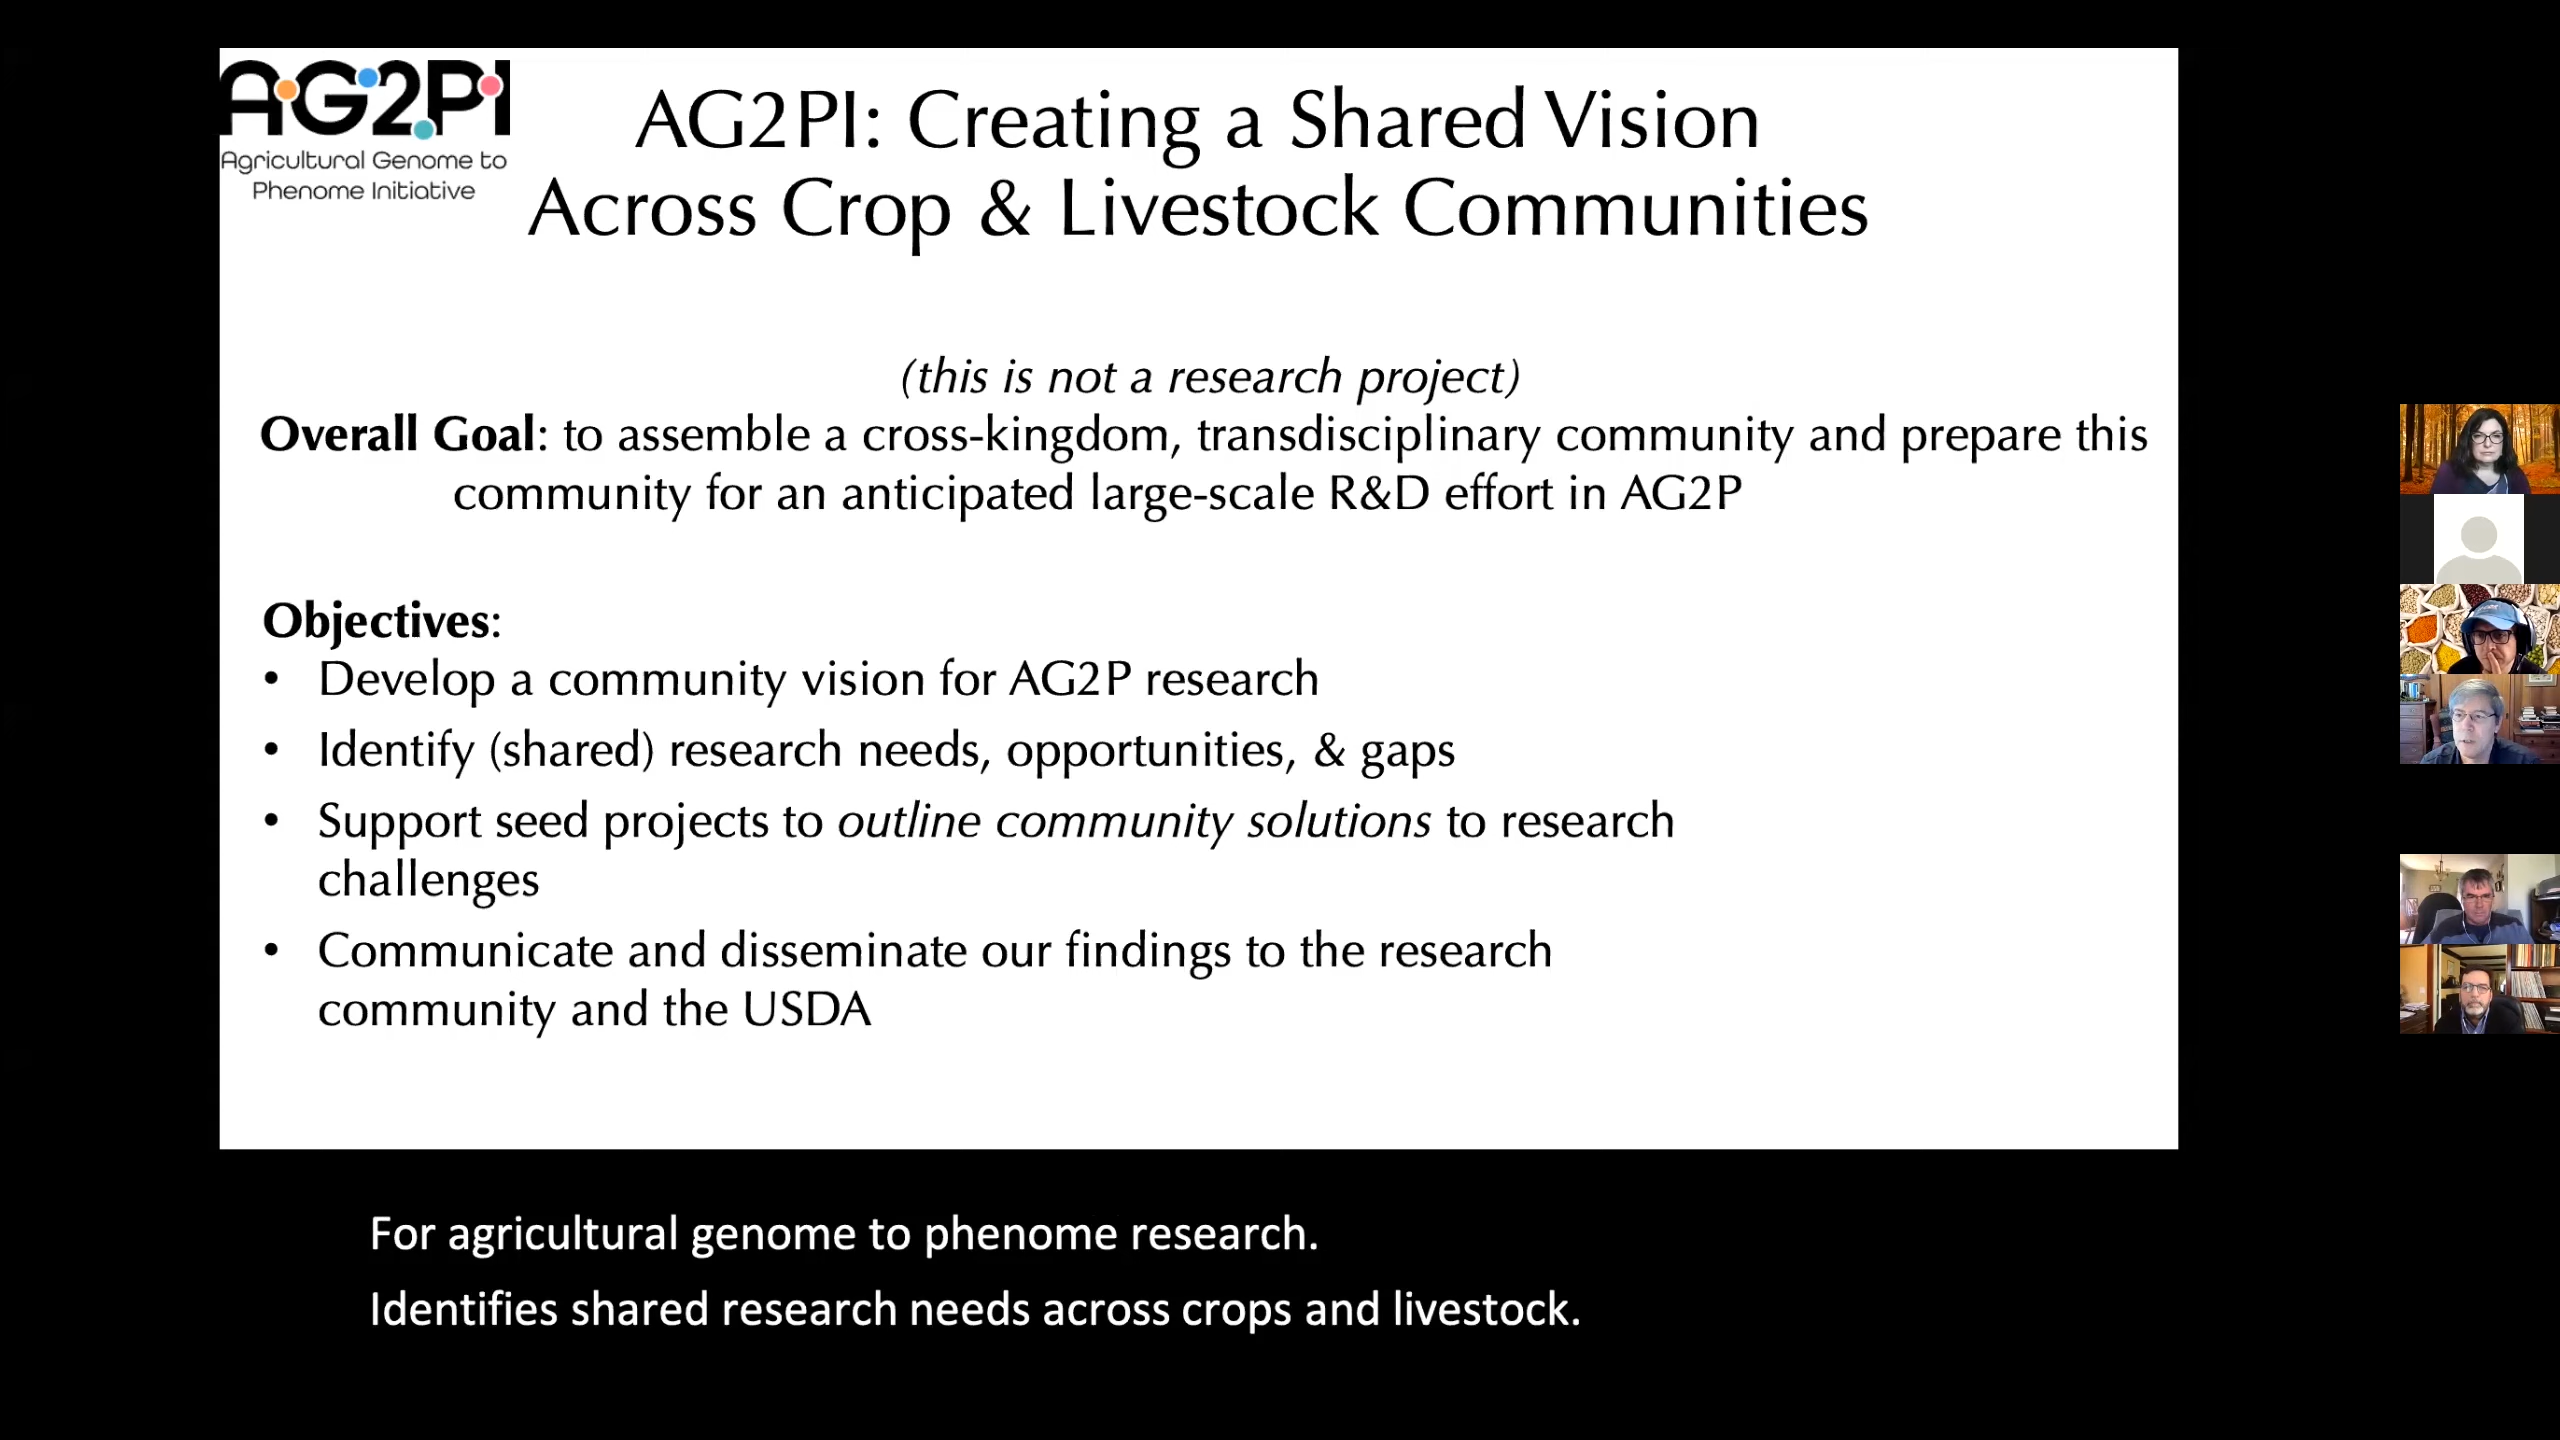 AG2PI
Agricultural Genome to
Phenome Initiative
AG2PI: Creating a Shared Vision
Across Crop & Livestock Communities
(this is not a research project)
Overall Goal: to assemble a cross-kingdom, transdisciplinary community and prepare this
community for an anticipated large-scale R&D effort in AG2P
Objectives:
• Develop a community vision for AG2P research
• Identify (shared) research needs, opportunities, & gaps
• Support seed projects to outline community solutions to research
challenges
• Communicate and disseminate our findings to the research
community and the USDA
For agricultural genome to phenome research.
Identifies shared research needs across crops and livestock.